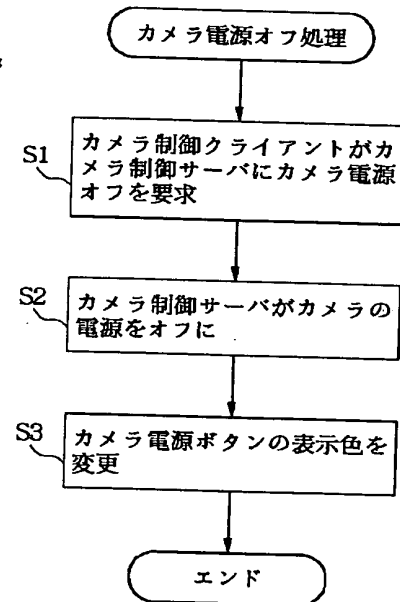 カメラ電源オフ処理
S1
カメラ制御クライアントがカ
メラ制御サーバにカメラ電源
オフを要求
S2
カメラ制御サーバがカメラの
電源をオフに
S3
カメラ電源ボタンの表示色を
変更
エンド